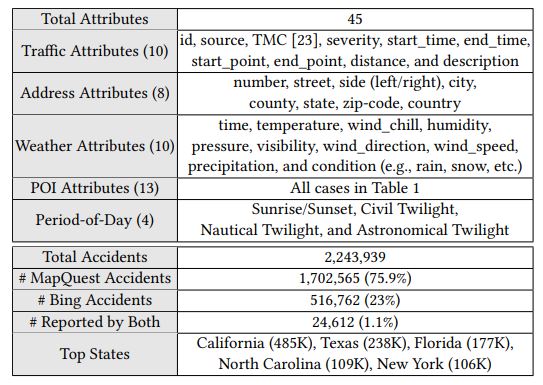 Total Attributes 45
Traffic Attributes (10) id, source, TMC [23], severity, start_time, end_time,
start_point, end_point, distance, and description
Address Attributes (8) number, street, side (left/right), city,
county, state, zip-code, country
Weather Attributes (10) time, temperature, wind_chill, humidity,
pressure, visibility, wind_direction, wind_speed,
precipitation, and condition (e.g., rain, snow, etc.)
POI Attributes (13) All cases in Table 1
Period-of-Day (4) Sunrise/Sunset, Civil Twilight,
Nautical Twilight, and Astronomical Twilight
Total Accidents 2,243,939
# MapQuest Accidents 1,702,565 (75.9%)
# Bing Accidents 516,762 (23%)
# Reported by Both 24,612 (1.1%)
Top States California (485K), Texas (238K), Florida (177K),
North Carolina (109K), New York (106K)